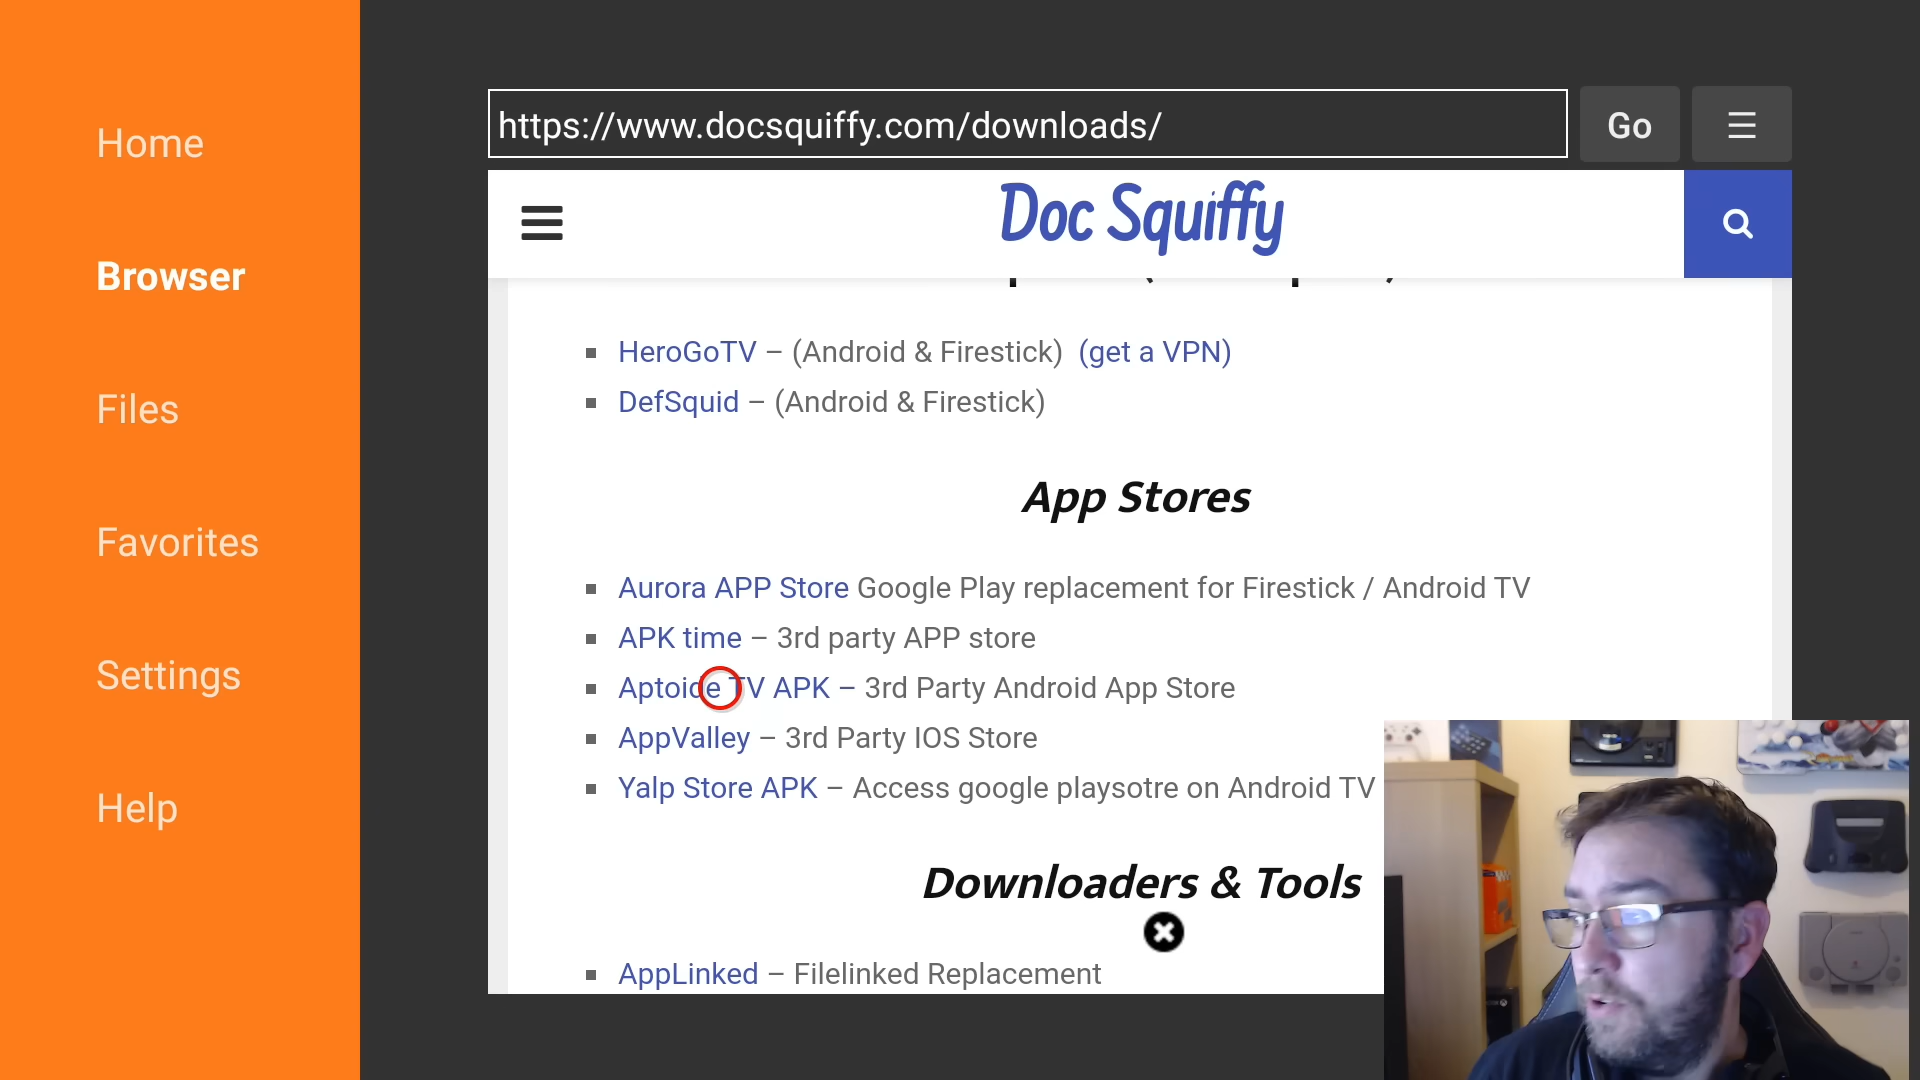 Home
Browser
Files
Favorites
Settings
Help
https://www.docsquiffy.com/downloads/
Go
Doc Squiffy
HeroGoTV – (Android & Firestick) (get a VPN)
DefSquid – (Android & Firestick)
App Stores
Aurora APP Store Google Play replacement for Firestick / Android TV
APK time – 3rd party APP store
Aptoide TV APK – 3rd Party Android App Store
AppValley – 3rd Party IOS Store
Yalp Store APK – Access google playsotre on Android TV
Downloaders & Tools
AppLinked – Filelinked Replacement